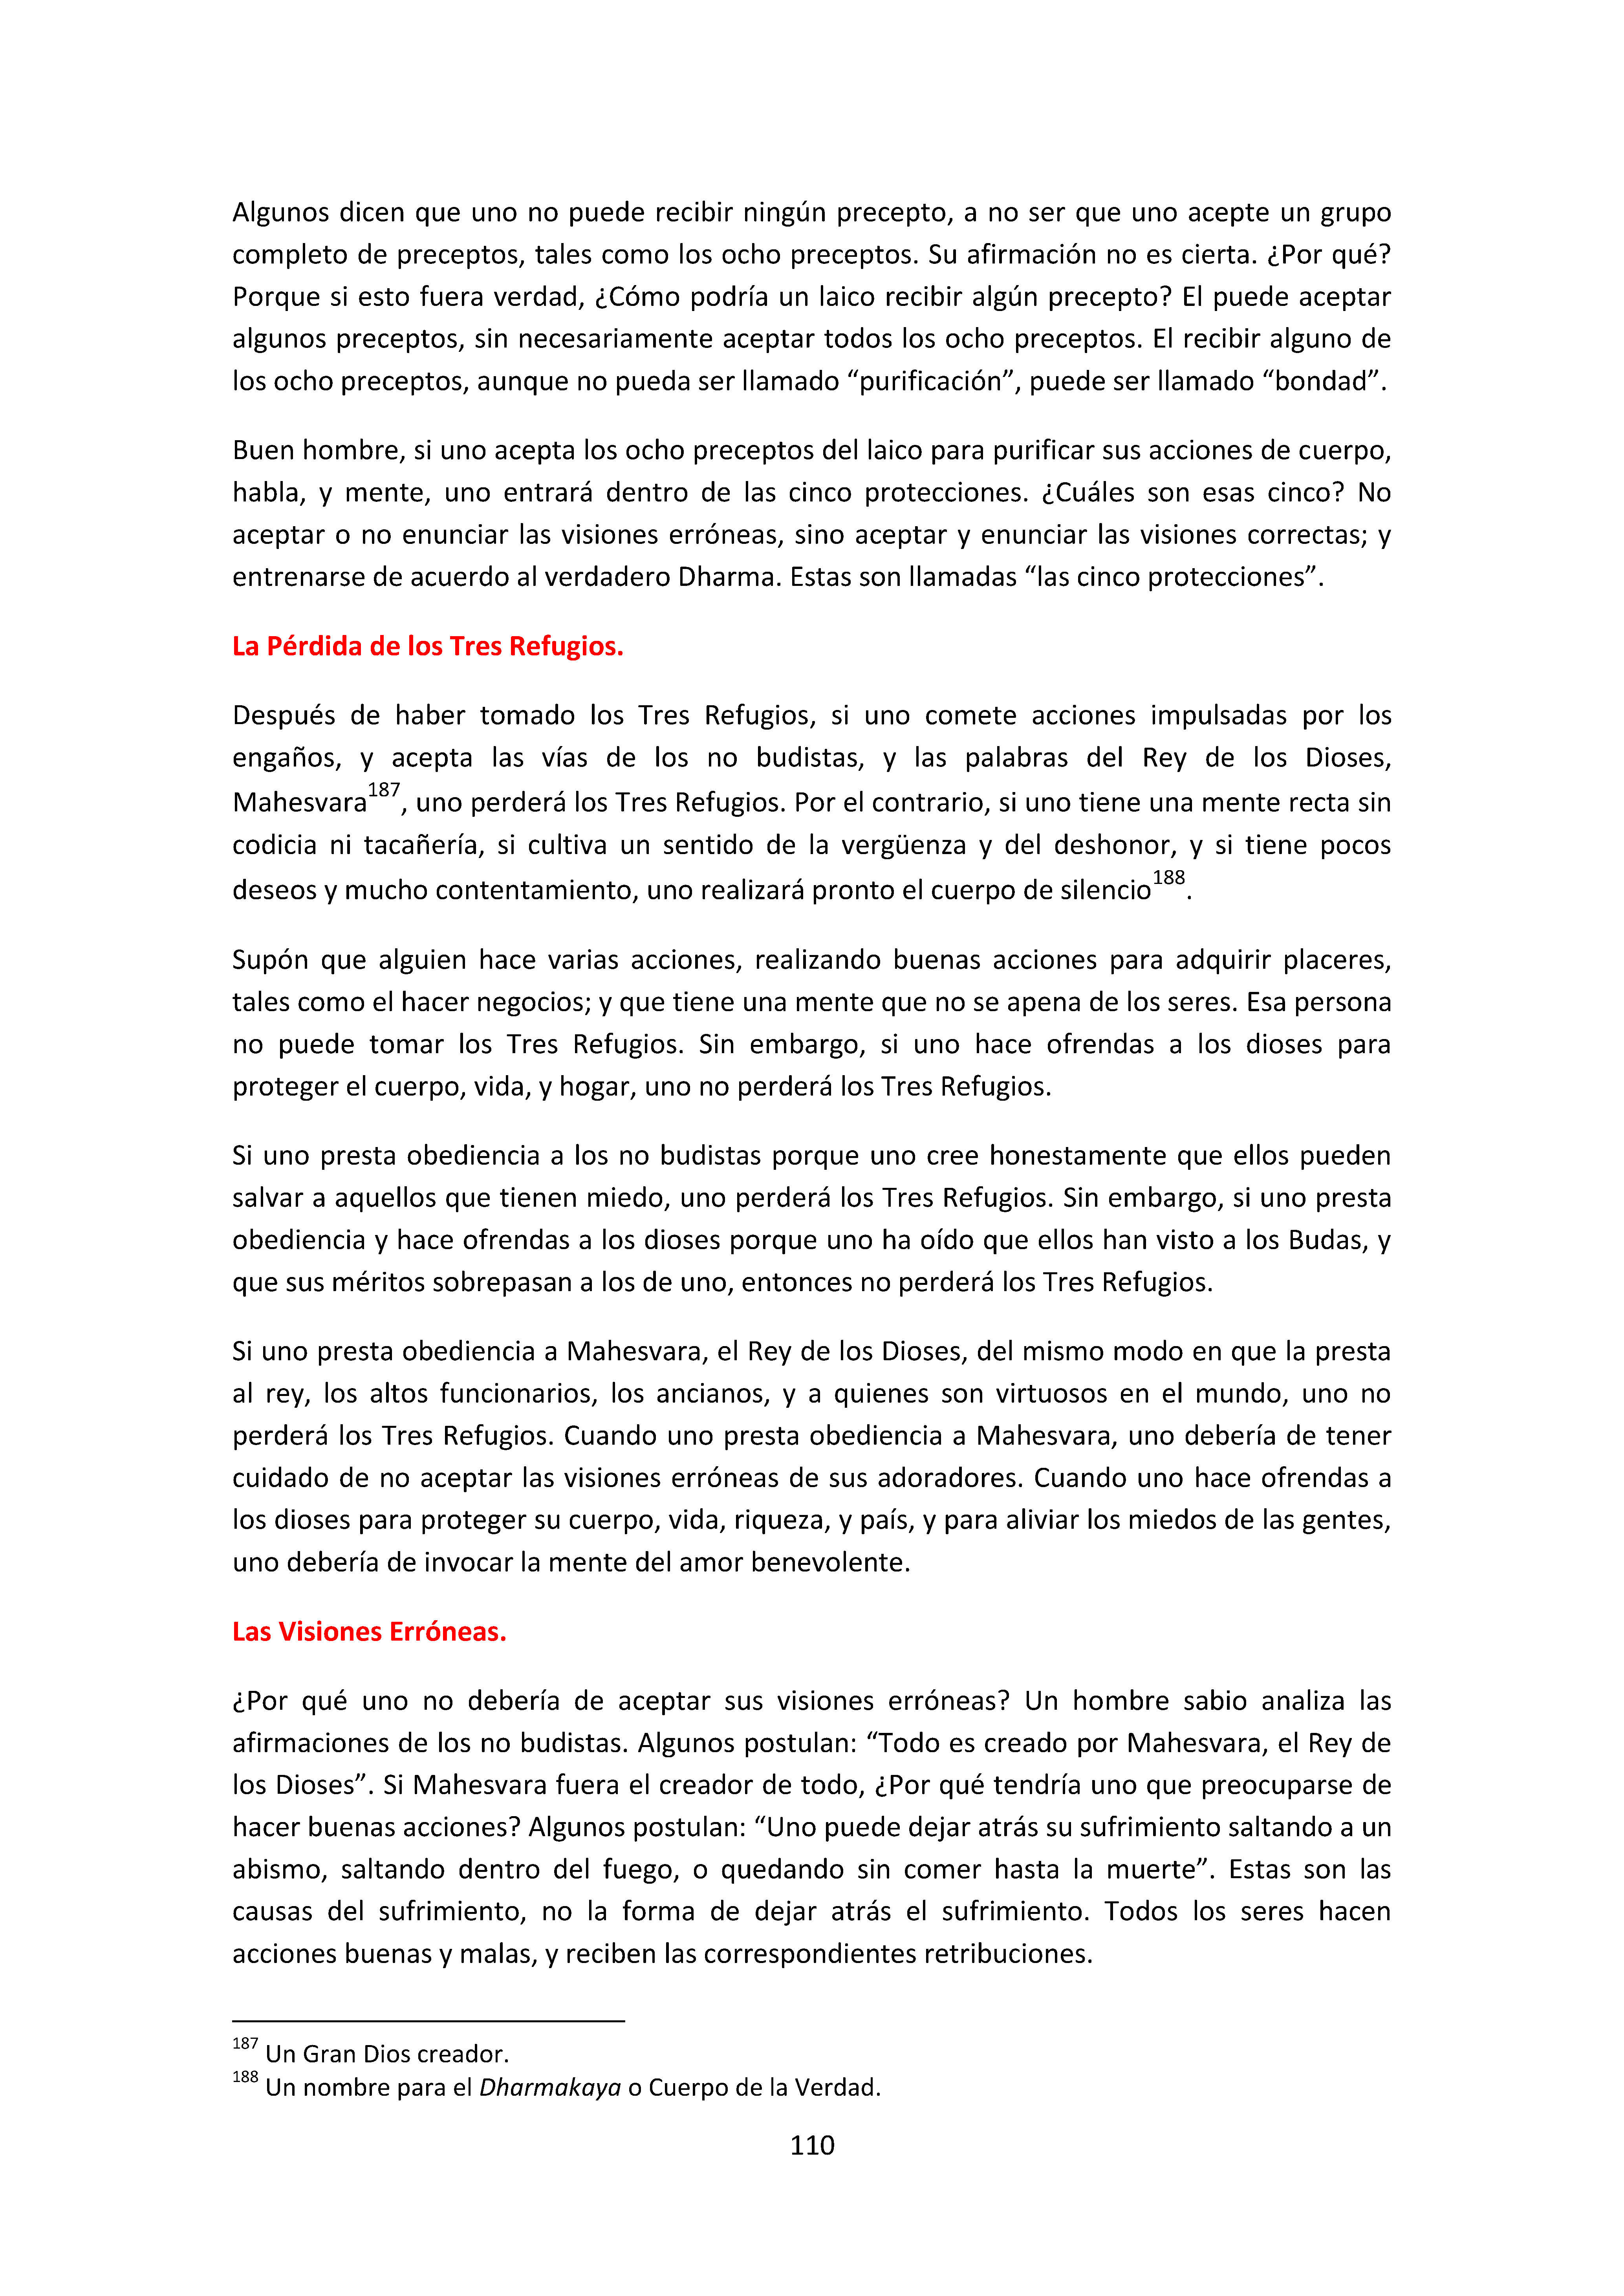 Algunos dicen que uno no puede recibir ningún precepto, a no ser que uno acepte un grupo
completo de preceptos, tales como los ocho preceptos. Su afirmación no es cierta. ¿Por qué?
Porque si esto fuera verdad, ¿Cómo podría un laico recibir algún precepto? El puede aceptar
algunos preceptos, sin necesariamente aceptar todos los ocho preceptos. El recibir alguno de
los ocho preceptos, aunque no pueda ser llamado “purificación”, puede ser llamado “bondad”.
Buen hombre, si uno acepta los ocho preceptos del laico para purificar sus acciones de cuerpo,
habla, y mente, uno entrará dentro de las cinco protecciones. ¿Cuáles son esas cinco? No
aceptar o no enunciar las visiones erróneas, sino aceptar y enunciar las visiones correctas; y
entrenarse de acuerdo al verdadero Dharma. Estas son llamadas “las cinco protecciones”.
La Pérdida de los Tres Refugios.
Después de haber tomado los Tres Refugios, si uno comete acciones impulsadas por los
engaños, y acepta las vías de los no budistas, y las palabras del Rey de los Dioses,
Mahesvara187, uno perderá los Tres Refugios. Por el contrario, si uno tiene una mente recta sin
codicia ni tacañería, si cultiva un sentido de la vergüenza y del deshonor, y si tiene pocos
deseos y mucho contentamiento, uno realizará pronto el cuerpo de silencio188.
Supón que alguien hace varias acciones, realizando buenas acciones para adquirir placeres,
tales como el hacer negocios; y que tiene una mente que no se apena de los seres. Esa persona
no puede tomar los Tres Refugios. Sin embargo, si uno hace ofrendas a los dioses para
proteger el cuerpo, vida, y hogar, uno no perderá los Tres Refugios.
Si uno presta obediencia a los no budistas porque uno cree honestamente que ellos pueden
salvar a aquellos que tienen miedo, uno perderá los Tres Refugios. Sin embargo, si uno presta
obediencia y hace ofrendas a los dioses porque uno ha oído que ellos han visto a los Budas, y
que sus méritos sobrepasan a los de uno, entonces no perderá los Tres Refugios.
Si uno presta obediencia a Mahesvara, el Rey de los Dioses, del mismo modo en que la presta
al rey, los altos funcionarios, los ancianos, y a quienes son virtuosos en el mundo, uno no
perderá los Tres Refugios. Cuando uno presta obediencia a Mahesvara, uno debería de tener
cuidado de no aceptar las visiones erróneas de sus adoradores. Cuando uno hace ofrendas a
los dioses para proteger su cuerpo, vida, riqueza, y país, y para aliviar los miedos de las gentes,
uno debería de invocar la mente del amor benevolente.
Las Visiones Erróneas.
¿Por qué uno no debería de aceptar sus visiones erróneas? Un hombre sabio analiza las
afirmaciones de los no budistas. Algunos postulan: “Todo es creado por Mahesvara, el Rey de
los Dioses”. Si Mahesvara fuera el creador de todo, ¿Por qué tendría uno que preocuparse de
hacer buenas acciones? Algunos postulan: “Uno puede dejar atrás su sufrimiento saltando a un
abismo, saltando dentro del fuego, o quedando sin comer hasta la muerte”. Estas son las
causas del sufrimiento, no la forma de dejar atrás el sufrimiento. Todos los seres hacen
acciones buenas y malas, y reciben las correspondientes retribuciones.
187 Un Gran Dios creador.
188 Un nombre para el Dharmakaya o Cuerpo de la Verdad.
110